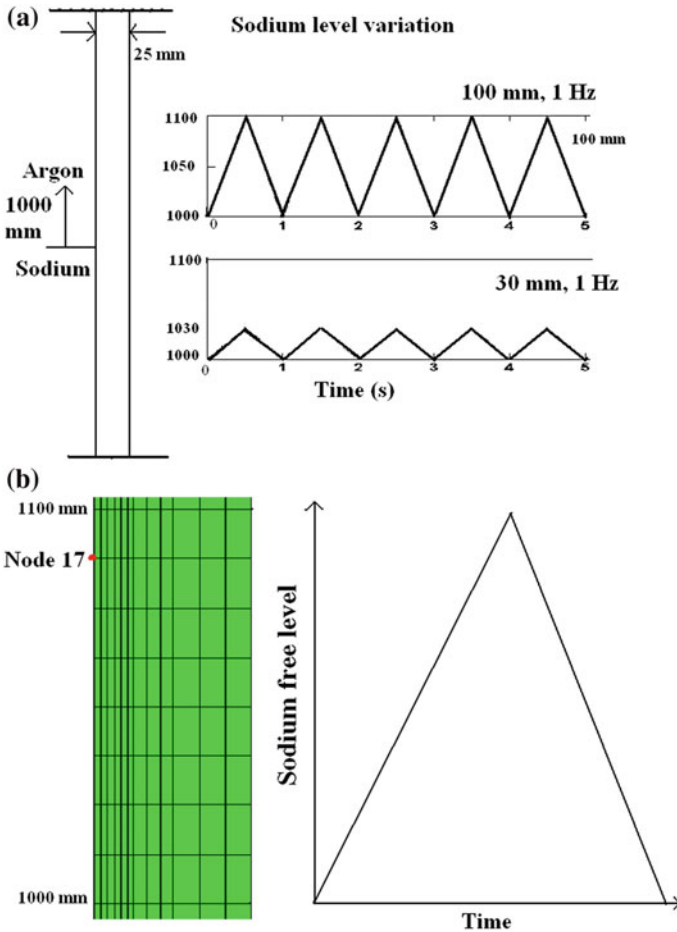 (a)
Sodium level variation
25 mm
100 mm, 1 Hz
1100
100 mm
1050
1000
0 1 2 3 4 5
Argon
1000
mm
Sodium
1100
30 mm, 1 Hz
1030
1000
0 1 2 3 4 5
Time (s)
(b)
1100 mm
Node 17
1000 mm
Sodium free level
Time